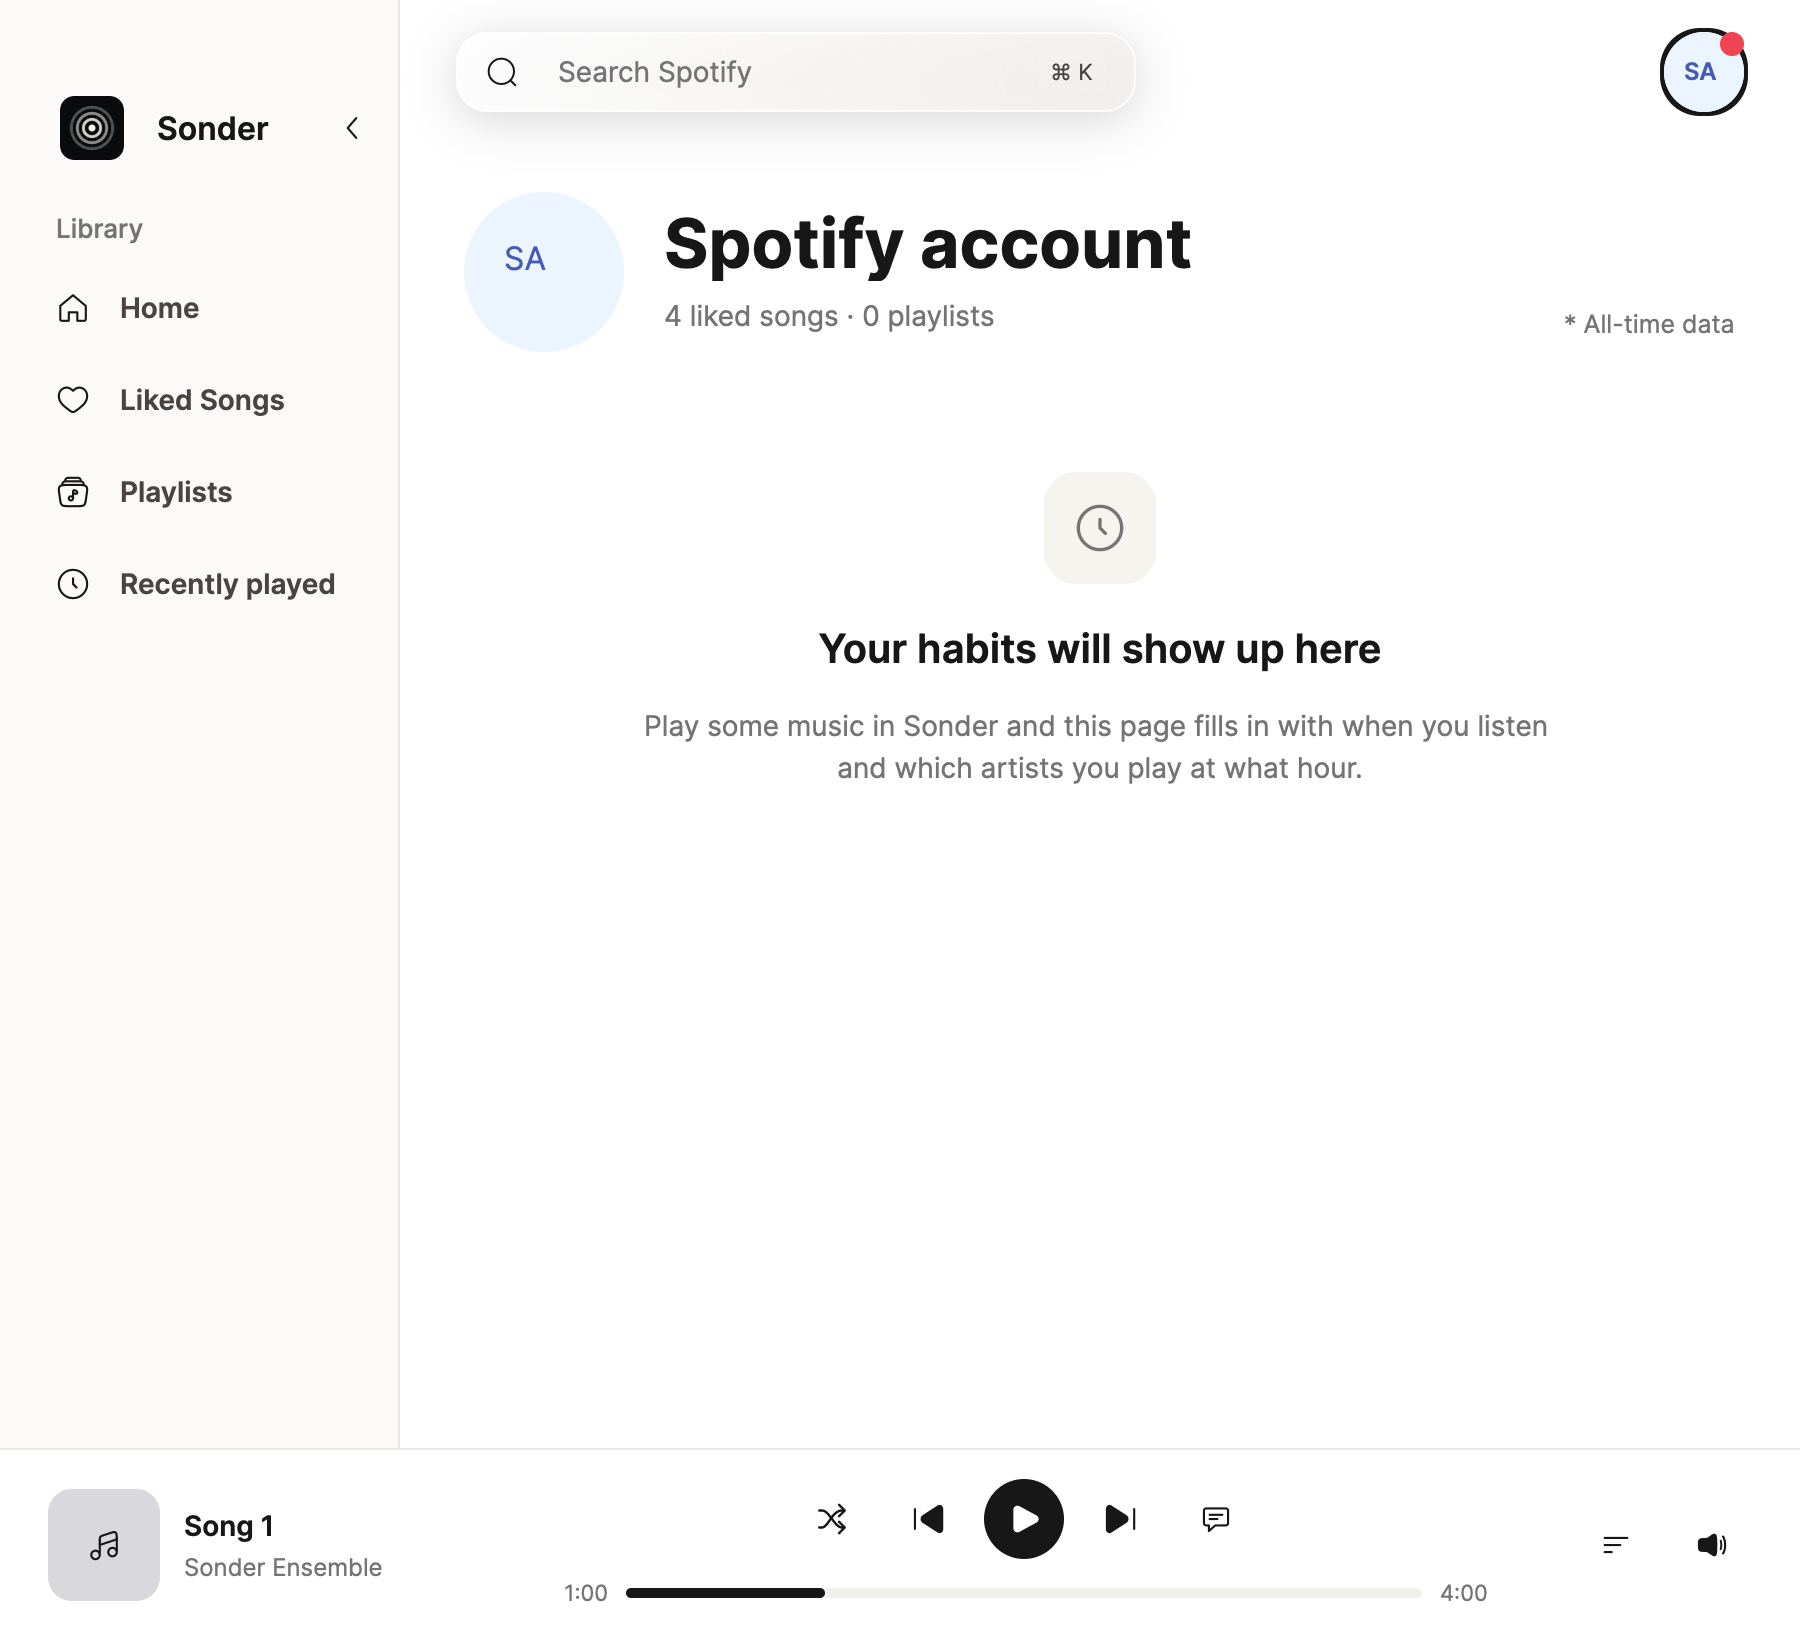 Search Spotify
⌘ K
SA
Sonder
Library
Home
Liked Songs
Playlists
Recently played
SA
Spotify account
4 liked songs · 0 playlists
* All-time data
Your habits will show up here
Play some music in Sonder and this page fills in with when you listen
and which artists you play at what hour.
Song 1
Sonder Ensemble
1:00
4:00